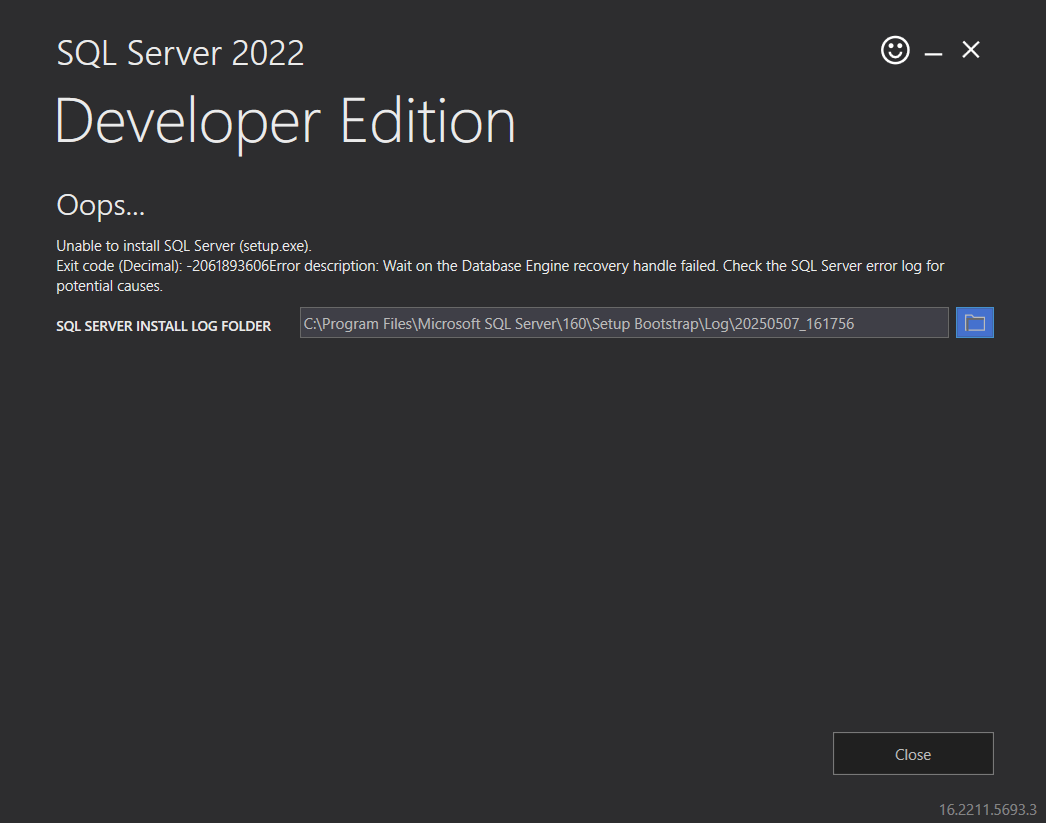 SQL Server 2022
Developer Edition
Oops...
Unable to install SQL Server (setup.exe).
Exit code (Decimal): -2061893606Error description: Wait on the Database Engine recovery handle failed. Check the SQL Server error log for
potential causes.
SQL SERVER INSTALL LOG FOLDER C:\Program Files\Microsoft SQL Server\160\Setup Bootstrap\Log\20250507_161756
Close
16.2211.5693.3